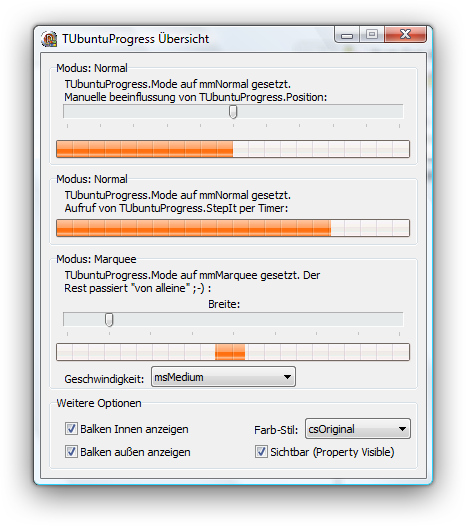 TUbuntuProgress Übersicht
Modus: Normal
TUbuntuProgress.Mode auf mmNormal gesetzt.
Manuelle beeinflussung von TUbuntuProgress.Position:
Modus: Normal
TUbuntuProgress.Mode auf mmNormal gesetzt.
Aufruf von TUbuntuProgress.StepIt per Timer:
Modus: Marquee
TUbuntuProgress.Mode auf mmMarquee gesetzt. Der
Rest passiert "von alleine" ;-) :
Breite:
Geschwindigkeit: msMedium
Weitere Optionen
Balken Innen anzeigen Farb-Stil: csOriginal
Balken außen anzeigen Sichtbar (Property Visible)